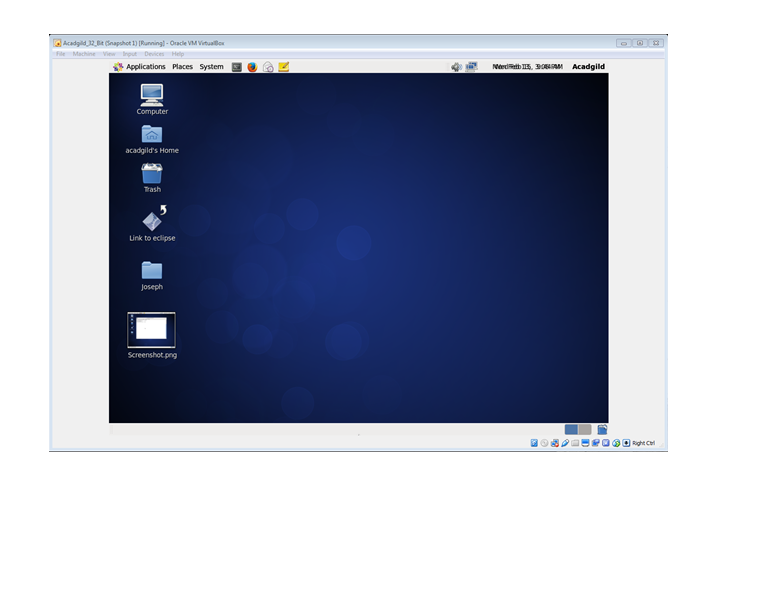 Acadgild_32_Bit (Snapshot 1) [Running] - Oracle VM VirtualBox
File Machine View Input Devices Help
Applications Places System Acadgild
Computer
acadgild's Home
Trash
Link to eclipse
Joseph
Screenshot.png
Right Ctrl